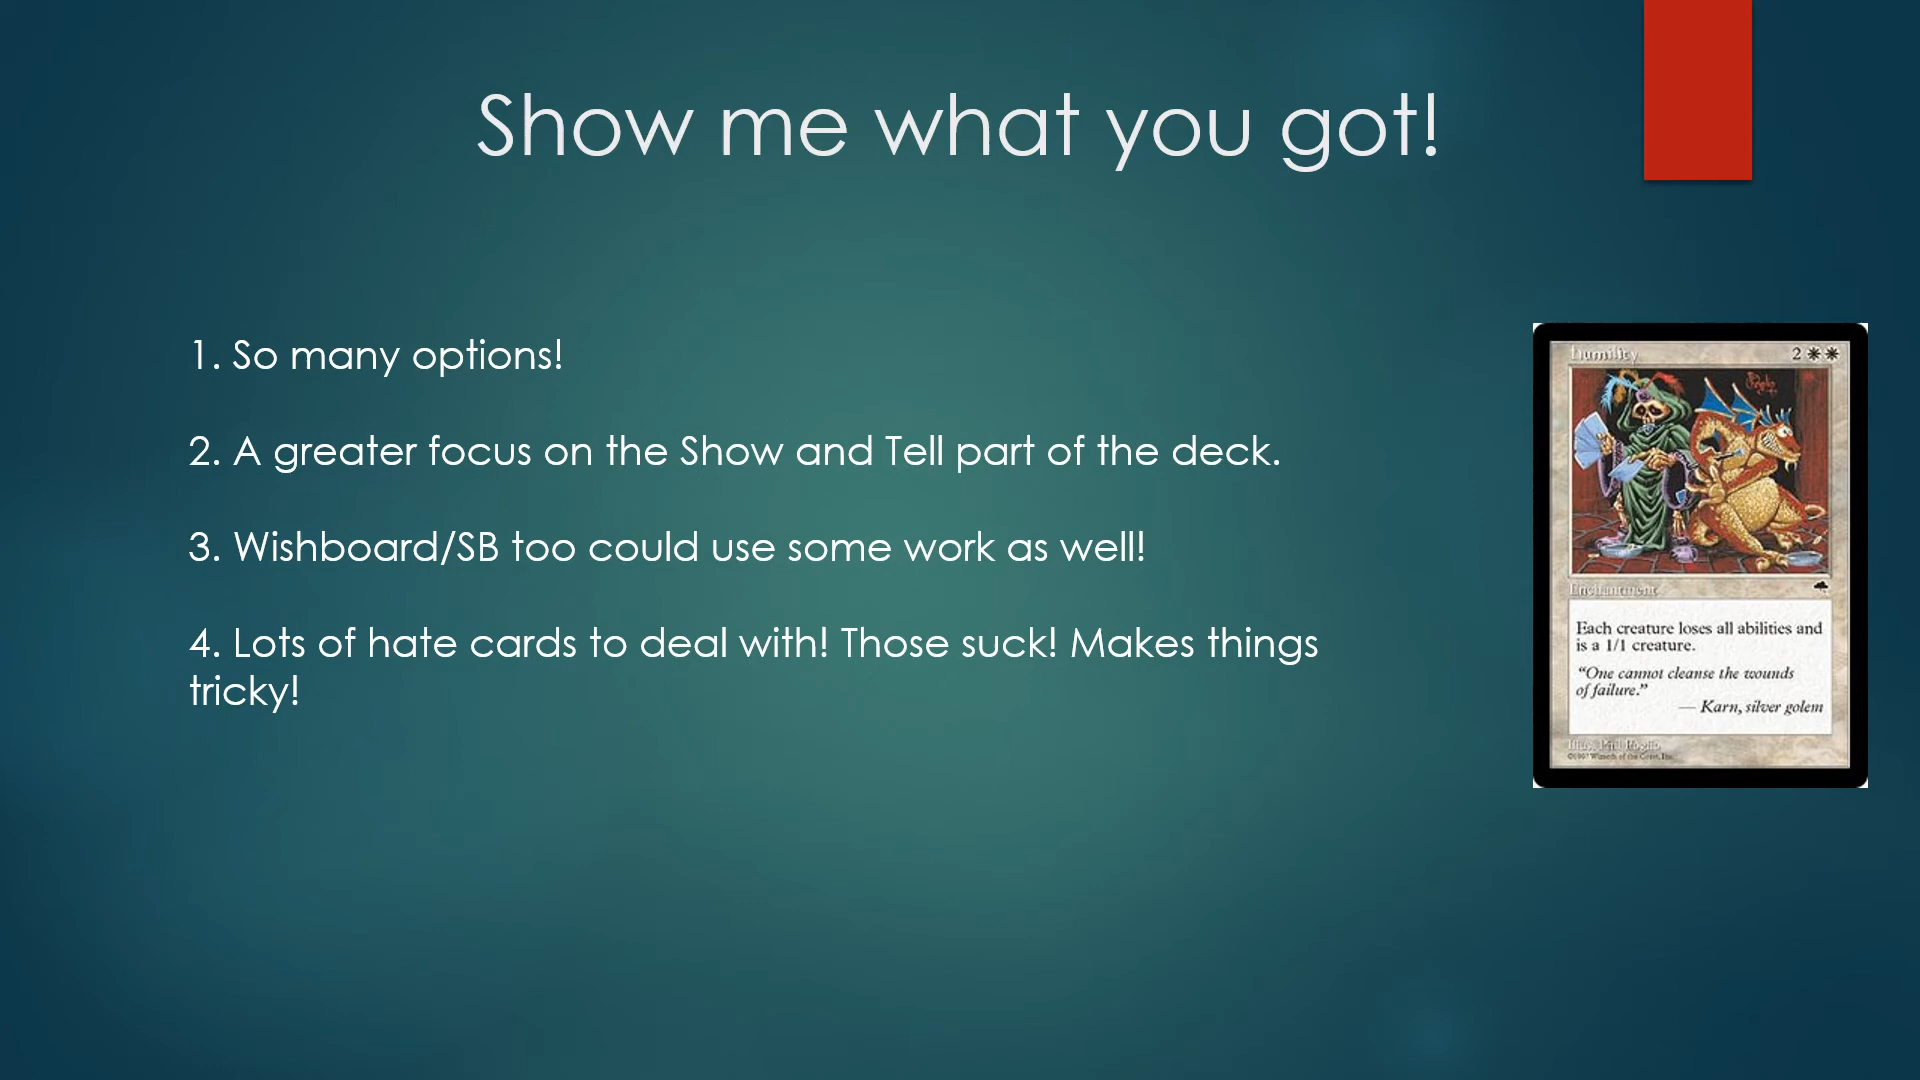 Show me what you got!
1. So many options!
2. A greater focus on the Show and Tell part of the deck.
3. Wishboard/SB too could use some work as well!
4. Lots of hate cards to deal with! Those suck! Makes things
tricky!
Humility 2
Enchantment
Each creature loses all abilities and
is a 1/1 creature.
“One cannot cleanse the wounds
of failure.”
— Karn, silver golem
Illus. Phil Foglio